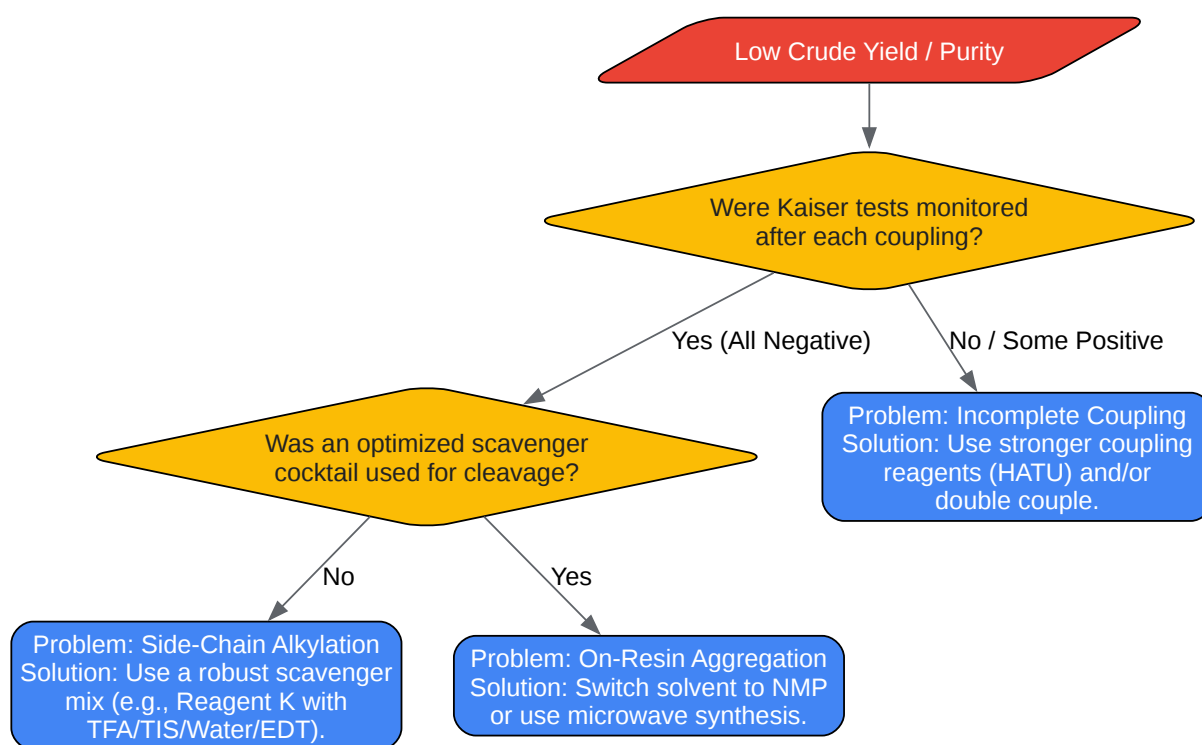 Low Crude Yield / Purity
Were Kaiser tests monitored
after each coupling?
Yes (All Negative)
No / Some Positive
Was an optimized scavenger
cocktail used for cleavage?
Problem: Incomplete Coupling
Solution: Use stronger coupling
reagents (HATU) and/or
double couple.
No
Yes
Problem: Side-Chain Alkylation
Solution: Use a robust scavenger
mix (e.g., Reagent K with
TFA/TIS/Water/EDT).
Problem: On-Resin Aggregation
Solution: Switch solvent to NMP
or use microwave synthesis.